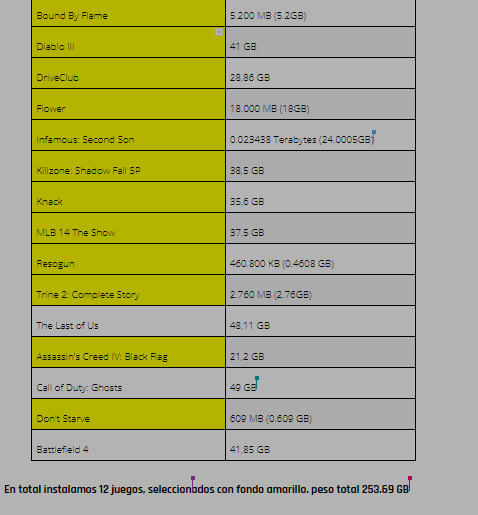 Bound By Flame 5.200 MB (5.2GB)
Diablo III 41 GB
DriveClub 28,86 GB
Flower 18.000 MB (18GB)
Infamous: Second Son 0.023438 Terabytes (24.0005GB)
Killzone: Shadow Fall SP 38,5 GB
Knack 35,6 GB
MLB 14 The Show 37,5 GB
Resogun 460.800 KB (0.4608 GB)
Trine 2: Complete Story 2.760 MB (2.76GB)
The Last of Us 48,11 GB
Assassin's Creed IV: Black Flag 21,2 GB
Call of Duty: Ghosts 49 GB
Don't Starve 609 MB (0.609 GB)
Battlefield 4 41,85 GB
En total instalamos 12 juegos, seleccionados con fondo amarillo. peso total 253.69 GB